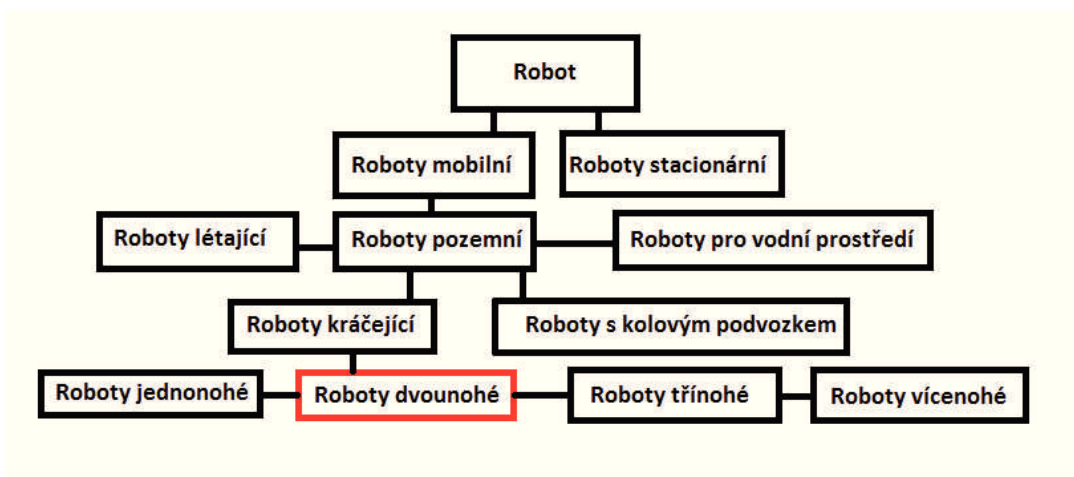 Robot
Roboty mobilní
Roboty stacionární
Roboty létající
Roboty pozemní
Roboty pro vodní prostředí
Roboty kráčející
Roboty s kolovým podvozkem
Roboty jednonohé
Roboty dvounohé
Roboty třínohé
Roboty vícenohé